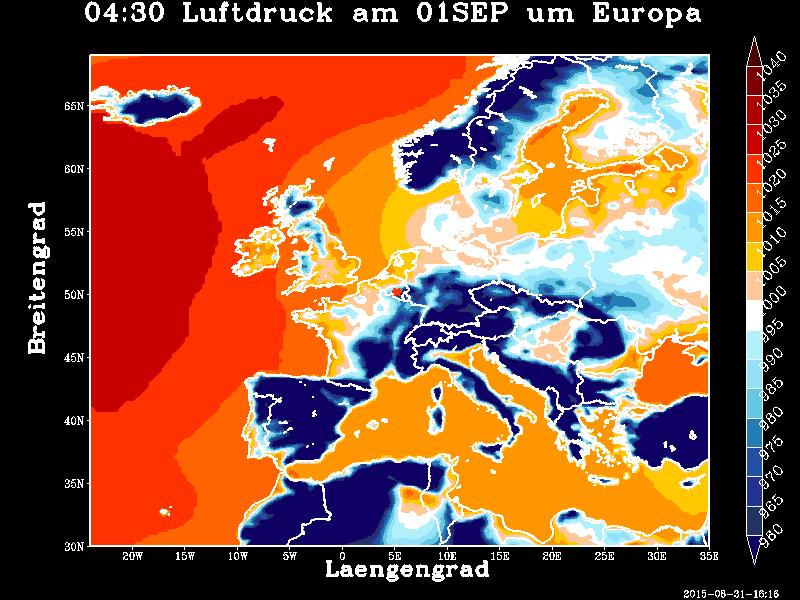 04:30 Luftdruck am 01SEP um Europa
1040
1035
1030
1025
1020
1015
1010
1005
1000
995
990
985
980
975
970
965
960
65N
60N
55N
50N
45N
40N
35N
30N
Breitengrad
20W 15W 10W 5W 0 5E 10E 15E 20E 25E 30E 35E
Laengengrad
2015-08-31-16:16